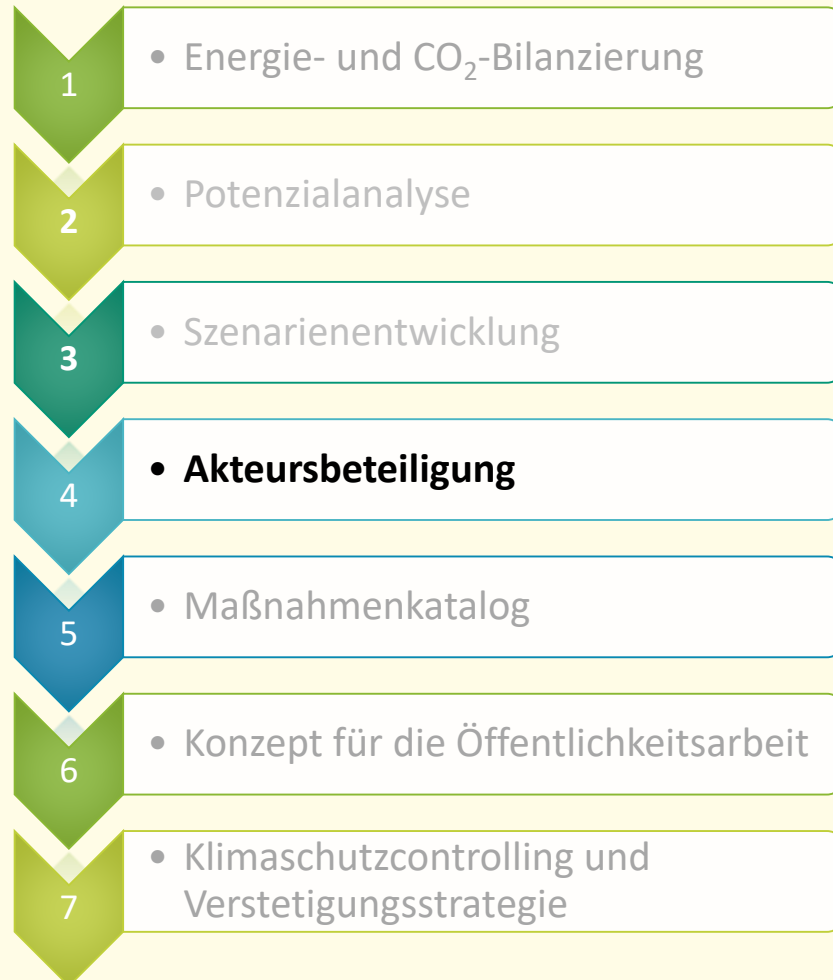 1
• Energie- und CO₂-Bilanzierung
2
• Potenzialanalyse
3
• Szenarienentwicklung
4
• Akteursbeteiligung
5
• Maßnahmenkatalog
6
• Konzept für die Öffentlichkeitsarbeit
7
• Klimaschutzcontrolling und
Verstetigungsstrategie